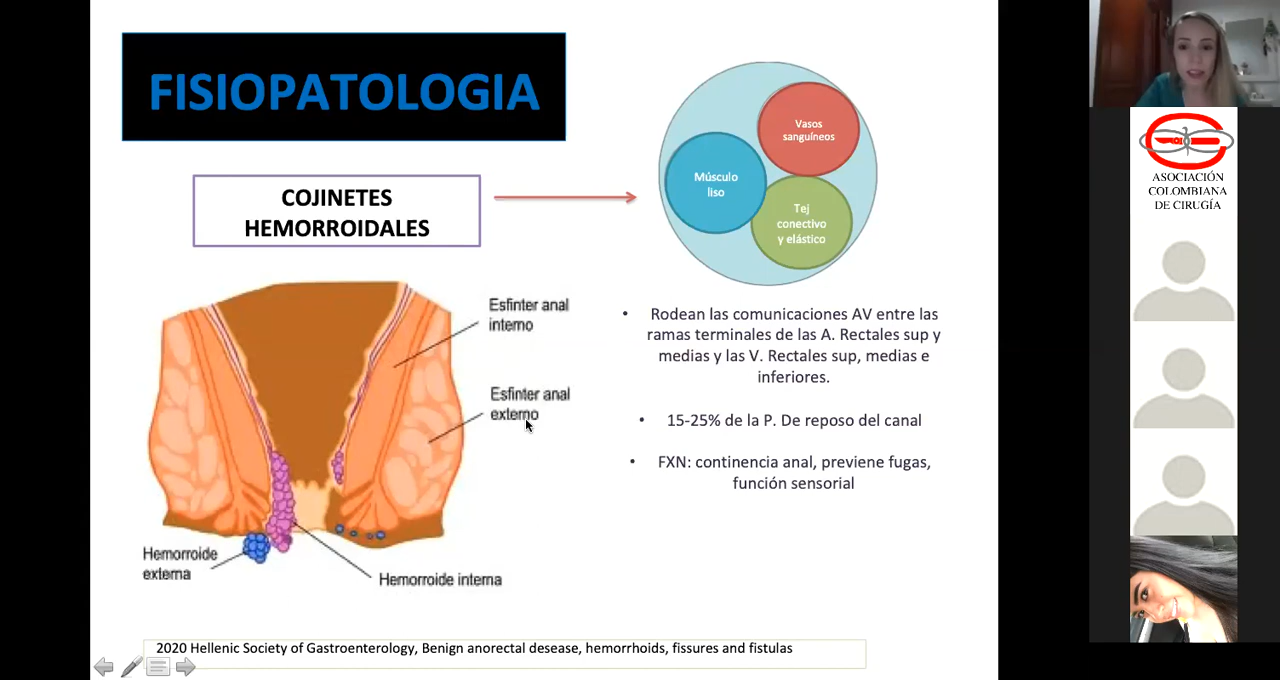 FISIOPATOLOGIA
COJINETES
HEMORROIDALES
Vasos
sanguíneos
Músculo
liso
Tej
conectivo
y elástico
Esfinter anal
interno
Esfinter anal
externo
Hemorroide
externa
Hemorroide interna
• Rodean las comunicaciones AV entre las
ramas terminales de las A. Rectales sup y
medias y las V. Rectales sup, medias e
inferiores.
• 15-25% de la P. De reposo del canal
• FXN: continencia anal, previene fugas,
función sensorial
2020 Hellenic Society of Gastroenterology, Benign anorectal desease, hemorrhoids, fissures and fistulas
ASOCIACIÓN
COLOMBIANA
DE CIRUGÍA